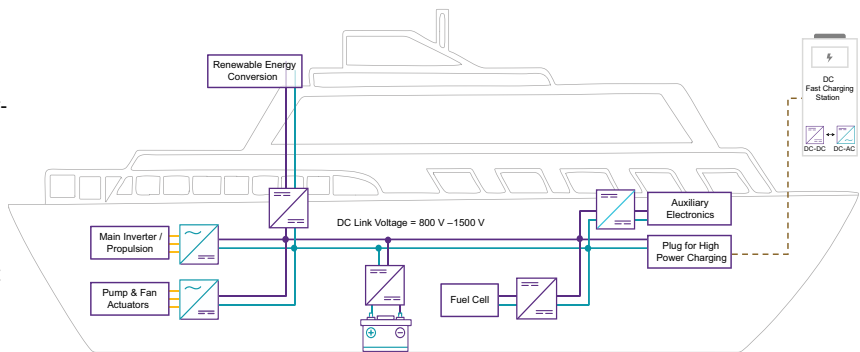 Renewable Energy
Conversion
DC
Fast Charging
Station
DC-DC
DC-AC
DC Link Voltage = 800 V –1500 V
Auxiliary
Electronics
Main Inverter /
Propulsion
Plug for High
Power Charging
Pump & Fan
Actuators
Fuel Cell